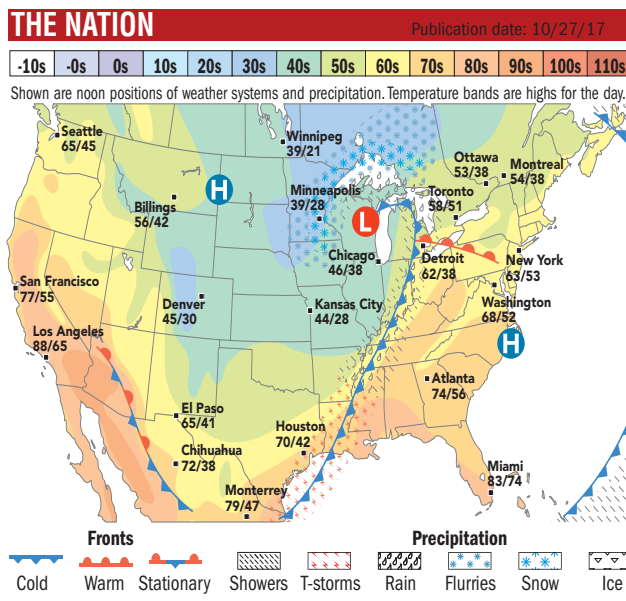 THE NATION
Publication date: 10/27/17
-10s -0s 0s 10s 20s 30s 40s 50s 60s 70s 80s 90s 100s 110s
Shown are noon positions of weather systems and precipitation. Temperature bands are highs for the day.
Seattle
65/45
Winnipeg
39/21
Ottawa
53/38
Montreal
54/38
Billings
56/42
H
Minneapolis
39/28
L
Toronto
58/51
Chicago
46/38
Detroit
62/38
New York
63/53
San Francisco
77/55
Denver
45/30
Kansas City
44/28
Washington
68/52
H
Los Angeles
88/65
Atlanta
74/56
El Paso
65/41
Houston
70/42
Chihuahua
72/38
Monterrey
79/47
Miami
83/74
Fronts
Precipitation
Cold Warm Stationary Showers T-storms Rain Flurries Snow Ice